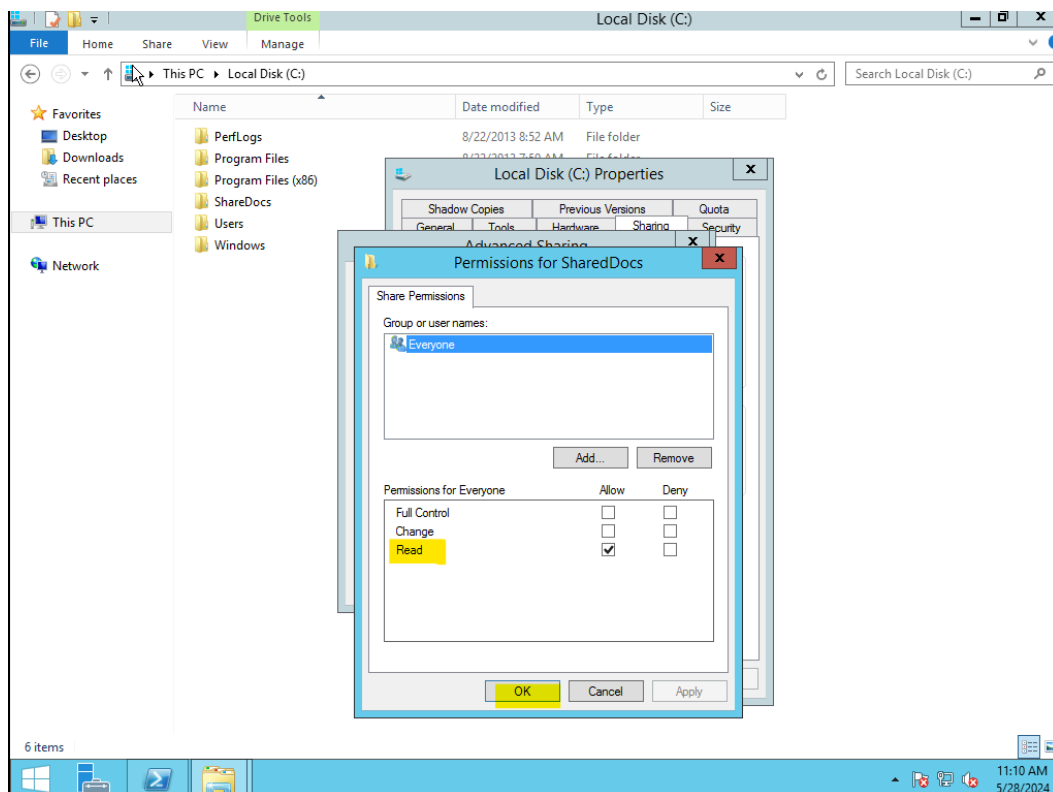 Drive Tools
Local Disk (C:)
File Home Share View Manage
This PC Local Disk (C:)
Search Local Disk (C:)
Favorites
Desktop
Downloads
Recent places
This PC
Network
Name Date modified Type Size
PerfLogs 8/22/2013 8:52 AM File folder
Program Files
Program Files (x86)
ShareDocs
Users
Windows
Local Disk (C:) Properties
Shadow Copies Previous Versions Quota
General Tools Hardware Sharing Security
Advanced Sharing
Permissions for SharedDocs
Share Permissions
Group or user names:
Everyone
Add... Remove
Permissions for Everyone Allow Deny
Full Control
Change
Read
OK Cancel Apply
6 items
11:10 AM
5/28/2024